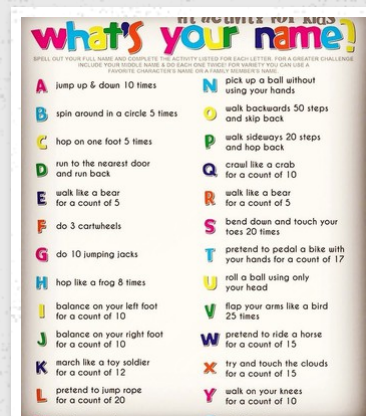 fit activity for kids
what's your name?
SPELL OUT YOUR FULL NAME AND COMPLETE THE ACTIVITY LISTED FOR EACH LETTER. FOR A GREATER CHALLENGE
INCLUDE YOUR MIDDLE NAME & DO EACH ONE TWICE! FOR VARIETY YOU CAN USE A
FAVORITE CHARACTER'S NAME OR A FAMILY MEMBER'S NAME.
A jump up & down 10 times
B spin around in a circle 5 times
C hop on one foot 5 times
D run to the nearest door
and run back
E walk like a bear
for a count of 5
F do 3 cartwheels
G do 10 jumping jacks
H hop like a frog 8 times
I balance on your left foot
for a count of 10
J balance on your right foot
for a count of 10
K march like a toy soldier
for a count of 12
L pretend to jump rope
for a count of 20
N pick up a ball without
using your hands
O walk backwards 50 steps
and skip back
P walk sideways 20 steps
and hop back
Q crawl like a crab
for a count of 10
R walk like a bear
for a count of 5
S bend down and touch your
toes 20 times
T pretend to pedal a bike with
your hands for a count of 17
U roll a ball using only
your head
V flap your arms like a bird
25 times
W pretend to ride a horse
for a count of 15
X try and touch the clouds
for a count of 15
Y walk on your knees
for a count of 10